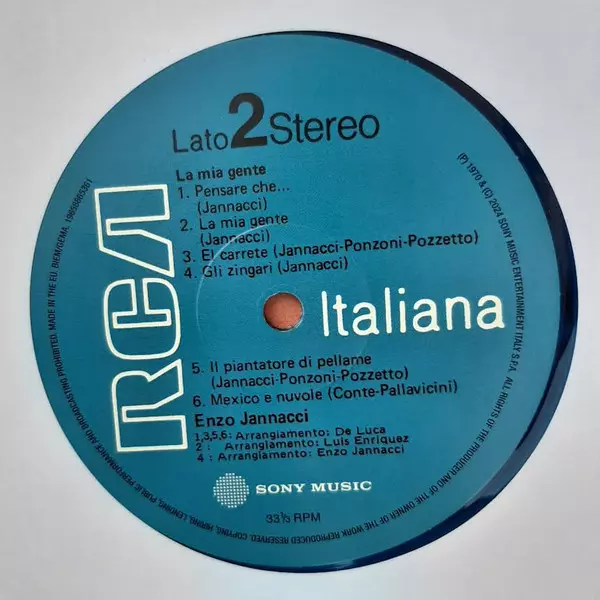 Lato 2 Stereo
La mia gente
1. Pensare che...
(Jannacci)
2. La mia gente
(Jannacci)
3. El carrete (Jannacci-Ponzoni-Pozzetto)
4. Gli zingari (Jannacci)
RCA
Italiana
5. Il piantatore di pellame
(Jannacci-Ponzoni-Pozzetto)
6. Mexico e nuvole (Conte-Pallavicini)
Enzo Jannacci
1,3,5,6: Arrangiamento: De Luca
2 : Arrangiamento: Luis Enriquez
4 : Arrangiamento: Enzo Jannacci
SONY MUSIC
33⅓ RPM
(P) 1970 & (C) 2024 SONY MUSIC ENTERTAINMENT ITALY S.P.A. ALL RIGHTS OF THE PRODUCER AND OF THE OWNER OF THE WORK REPRODUCED RESERVED. COPYING, HIRING, LENDING, PUBLIC PERFORMANCE AND BROADCASTING PROHIBITED. MADE IN THE EU. BIEM/GEMA.